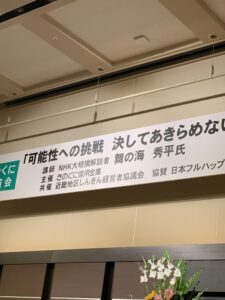 くに
会
「可能性への挑戦 決してあきらめない
講師 NHK大相撲解説者 舞の海 秀平氏
主催 きのくに信用金庫
共催 近畿地区しんきん経営者協議会 協賛 日本フルハップ